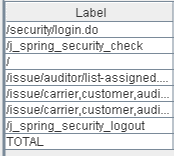 Label
/security/login.do
/j_spring_security_check
/
/issue/auditor/list-assigned....
/issue/carrier,customer,audi...
/issue/carrier,customer,audi...
/j_spring_security_logout
TOTAL